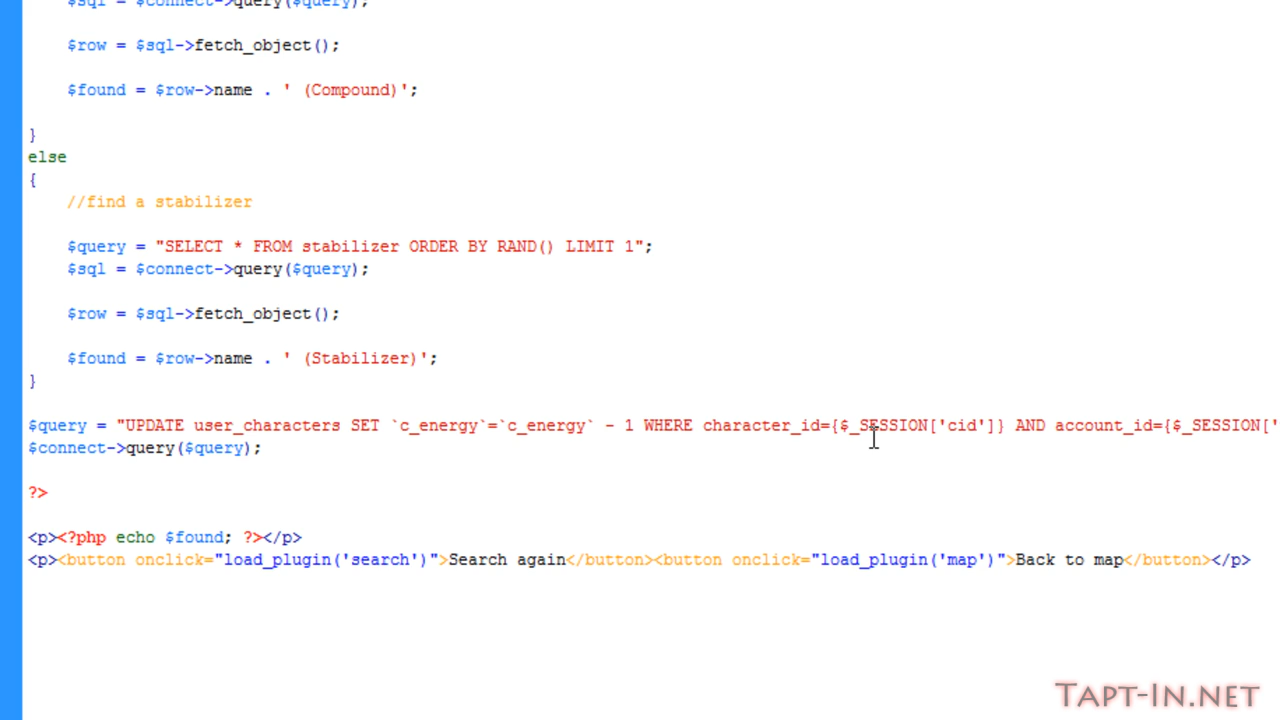 $sql = $connect->query($query);
$row = $sql->fetch_object();
$found = $row->name . ' (Compound)';
}
else
{
//find a stabilizer
$query = "SELECT * FROM stabilizer ORDER BY RAND() LIMIT 1";
$sql = $connect->query($query);
$row = $sql->fetch_object();
$found = $row->name . ' (Stabilizer)';
}
$query = "UPDATE user_characters SET `c_energy`=`c_energy` - 1 WHERE character_id={$_SESSION['cid']} AND account_id={$_SESSION['
$connect->query($query);
?>
<p><?php echo $found; ?></p>
<p><button onclick="load_plugin('search')">Search again</button><button onclick="load_plugin('map')">Back to map</button></p>
TAPT-IN.NET